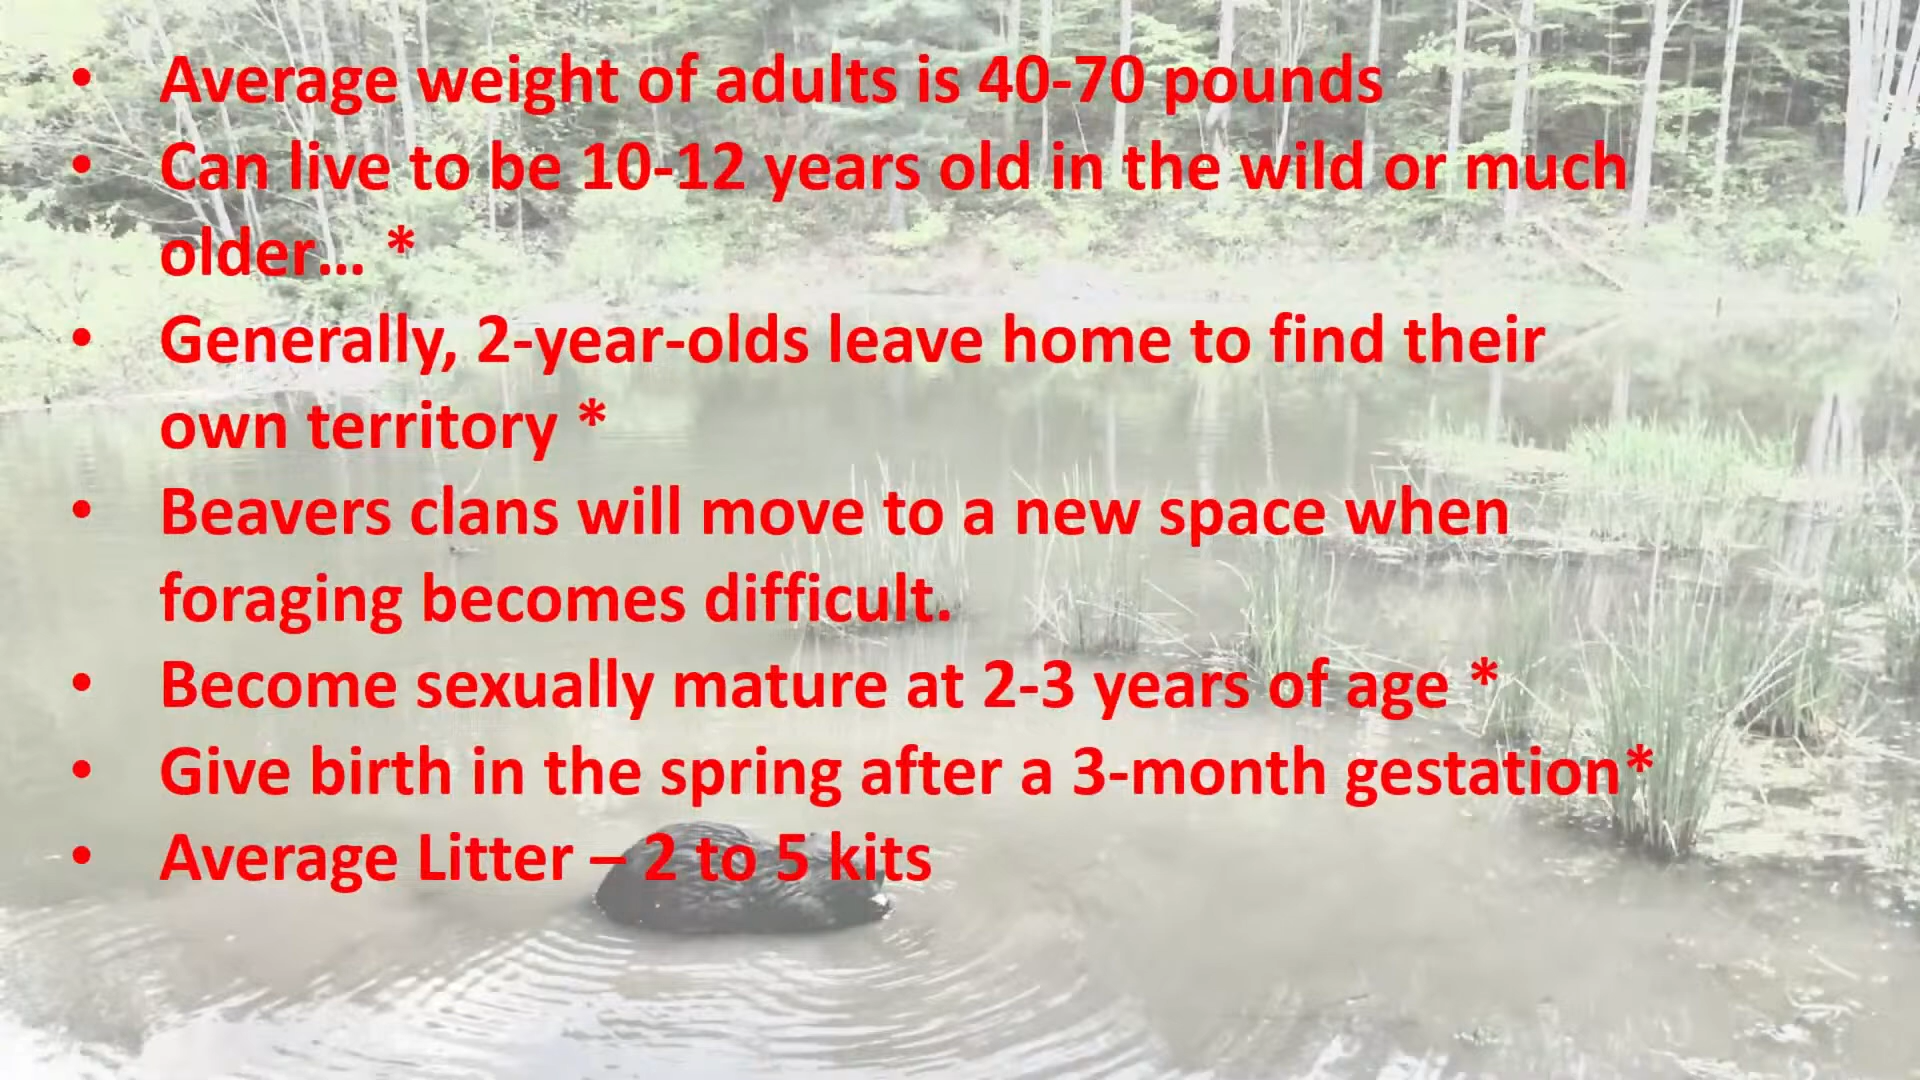 • Average weight of adults is 40-70 pounds
• Can live to be 10-12 years old in the wild or much
older… *
• Generally, 2-year-olds leave home to find their
own territory *
• Beavers clans will move to a new space when
foraging becomes difficult.
• Become sexually mature at 2-3 years of age *
• Give birth in the spring after a 3-month gestation*
• Average Litter – 2 to 5 kits